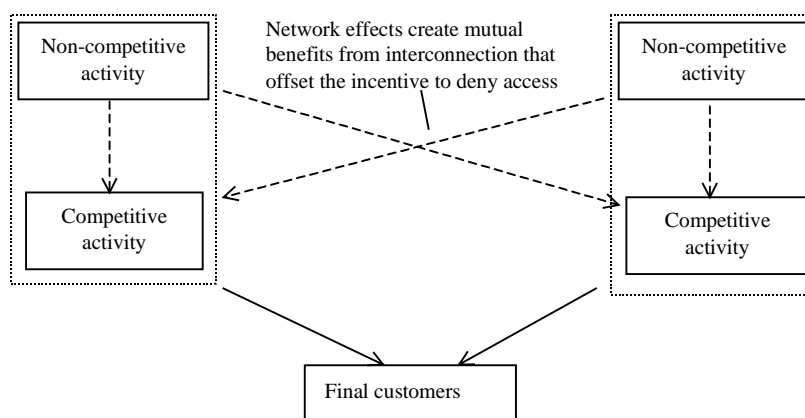 Non-competitive
activity
Network effects create mutual
benefits from interconnection that
offset the incentive to deny access
Non-competitive
activity
Competitive
activity
Competitive
activity
Final customers